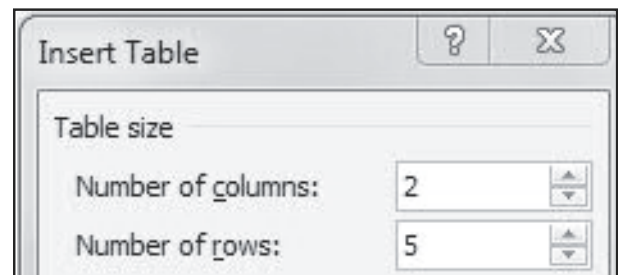 Insert Table
Table size
Number of columns: 2
Number of rows: 5